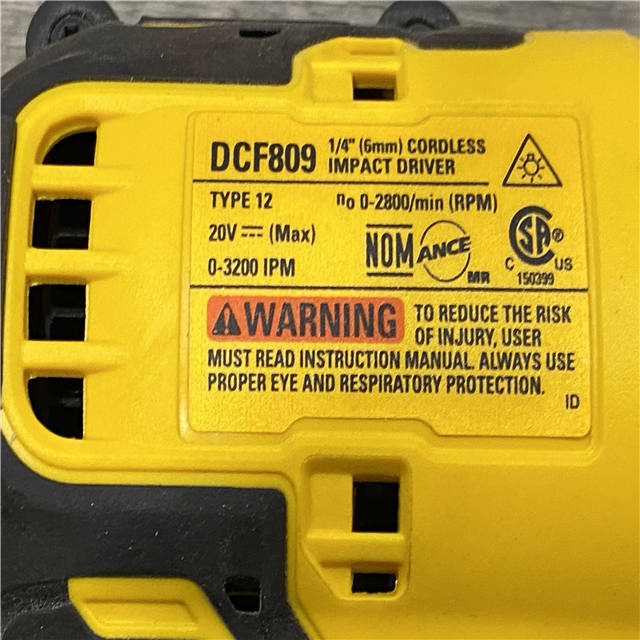 DCF809 1/4" (6mm) CORDLESS
IMPACT DRIVER
TYPE 12 no 0-2800/min (RPM)
20V ⎓ (Max)
0-3200 IPM
NOM ANCE MR
SA®
C US
150399
WARNING TO REDUCE THE RISK
OF INJURY, USER
MUST READ INSTRUCTION MANUAL. ALWAYS USE
PROPER EYE AND RESPIRATORY PROTECTION.
ID